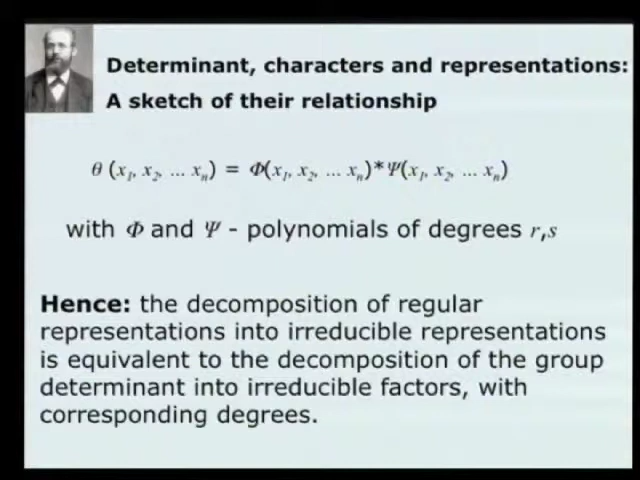 Determinant, characters and representations:
A sketch of their relationship
θ (x₁, x₂, ... xₙ) = Φ(x₁, x₂, ... xₙ)*Ψ(x₁, x₂, ... xₙ)
with Φ and Ψ - polynomials of degrees r,s
Hence: the decomposition of regular
representations into irreducible representations
is equivalent to the decomposition of the group
determinant into irreducible factors, with
corresponding degrees.